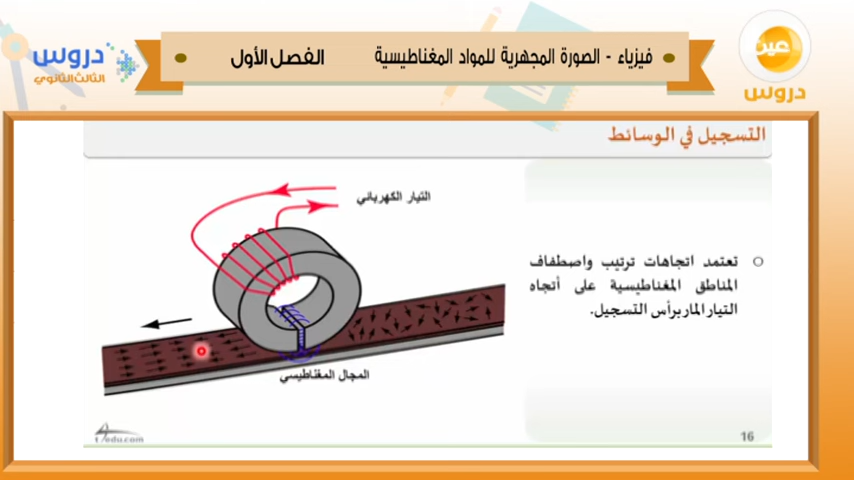 دروس
الثالث الثانوي
فيزياء - الصورة المجهرية للمواد المغناطيسية
الفصل الأول
عين
دروس
التسجيل في الوسائط
التيار الكهربائي
تعتمد اتجاهات ترتيب واصطفاف
المناطق المغناطيسية على أتجاه
التيار المار برأس التسجيل.
المجال المغناطيسي
16